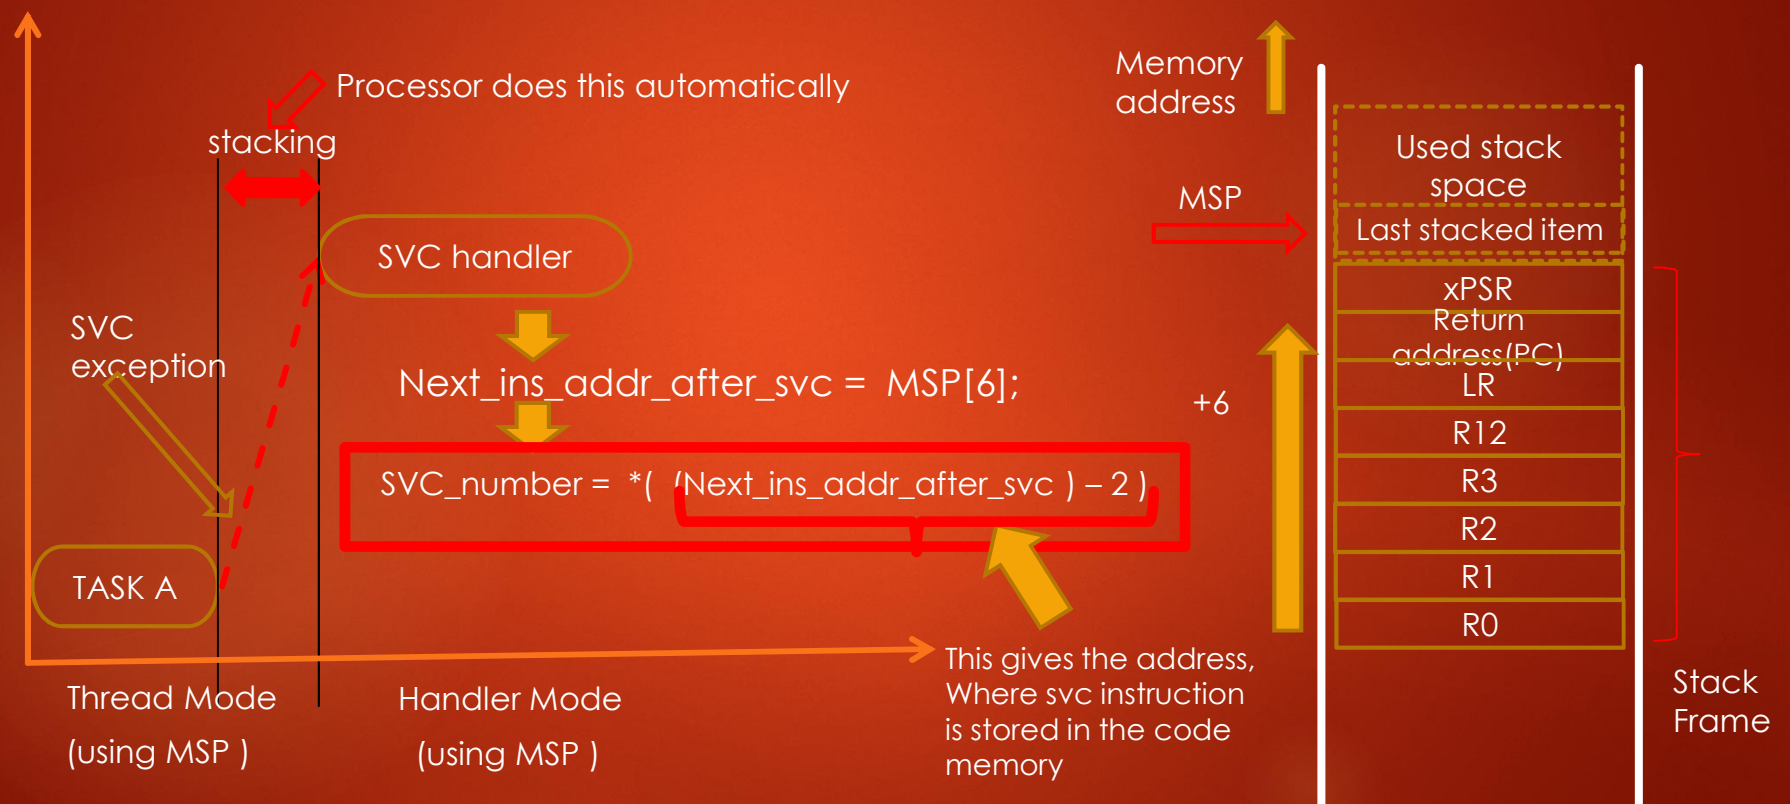 Processor does this automatically
stacking
SVC handler
SVC
exception
Next_ins_addr_after_svc = MSP[6];
SVC_number = *( (Next_ins_addr_after_svc ) – 2 )
TASK A
This gives the address,
Where svc instruction
is stored in the code
memory
Thread Mode
(using MSP )
Handler Mode
(using MSP )
Memory
address
MSP
+6
Used stack
space
Last stacked item
xPSR
Return
address(PC)
LR
R12
R3
R2
R1
R0
Stack
Frame